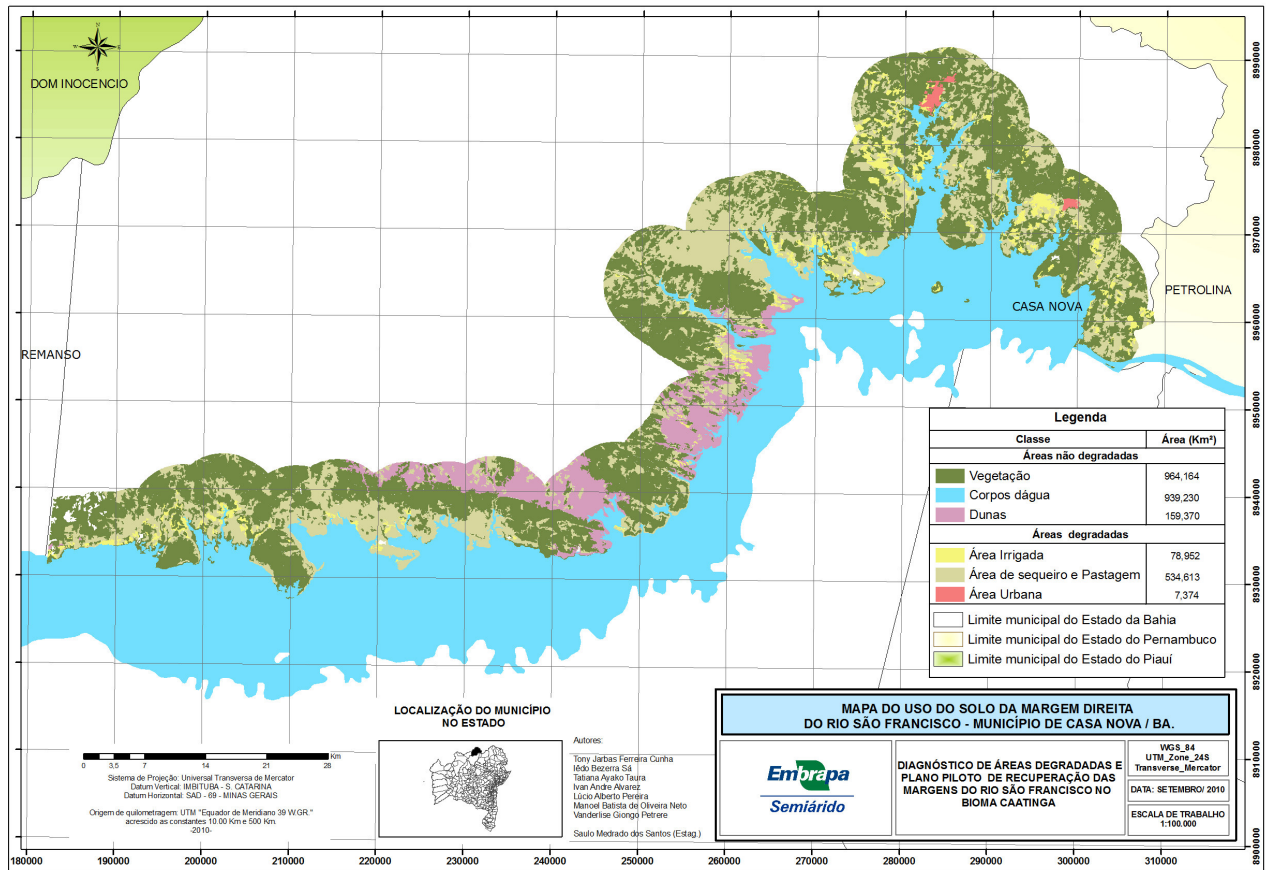 DOM INOCENCIO
REMANSO
CASA NOVA
PETROLINA
8990000
8980000
8970000
8960000
8950000
8940000
8930000
8920000
8910000
8900000
Legenda
Classe Área (Km²)
Áreas não degradadas
Vegetação 964,164
Corpos dágua 939,230
Dunas 159,370
Áreas degradadas
Área Irrigada 78,952
Área de sequeiro e Pastagem 534,613
Área Urbana 7,374
Limite municipal do Estado da Bahia
Limite municipal do Estado do Pernambuco
Limite municipal do Estado do Piauí
Km
0 3,5 7 14 21 28
Sistema de Projeção: Universal Transversa de Mercator
Datum Vertical: IMBITUBA - S. CATARINA
Datum Horizontal: SAD - 69 - MINAS GERAIS
Origem de quilometragem: UTM "Equador de Meridiano 39 W.GR."
acrescido as constantes 10.00 Km e 500 Km.
-2010-
LOCALIZAÇÃO DO MUNICÍPIO
NO ESTADO
Autores:
Tony Jarbas Ferreira Cunha
Iêdo Bezerra Sá
Tatiana Ayako Taura
Ivan Andre Alvarez
Lúcio Alberto Pereira
Manoel Batista de Oliveira Neto
Vanderlise Giongo Petrere
Saulo Medrado dos Santos (Estag.)
MAPA DO USO DO SOLO DA MARGEM DIREITA
DO RIO SÃO FRANCISCO - MUNICÍPIO DE CASA NOVA / BA.
Embrapa
Semiárido
DIAGNÓSTICO DE ÁREAS DEGRADADAS E
PLANO PILOTO DE RECUPERAÇÃO DAS
MARGENS DO RIO SÃO FRANCISCO NO
BIOMA CAATINGA
WGS_84
UTM_Zone_24S
Transverse_Mercator
DATA: SETEMBRO/ 2010
ESCALA DE TRABALHO
1:100.000
180000 190000 200000 210000 220000 230000 240000 250000 260000 270000 280000 290000 300000 310000